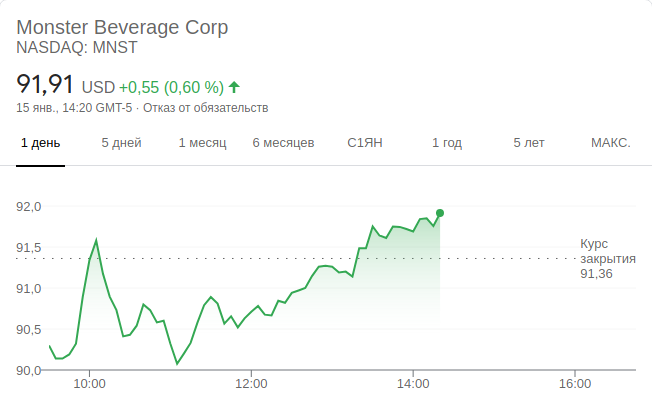 Monster Beverage Corp
NASDAQ: MNST
91,91 USD +0,55 (0,60 %)
15 янв., 14:20 GMT-5 · Отказ от обязательств
1 день 5 дней 1 месяц 6 месяцев С1ЯН 1 год 5 лет МАКС.
92,0
91,5
91,0
90,5
90,0
Курс
закрытия
91,36
10:00 12:00 14:00 16:00